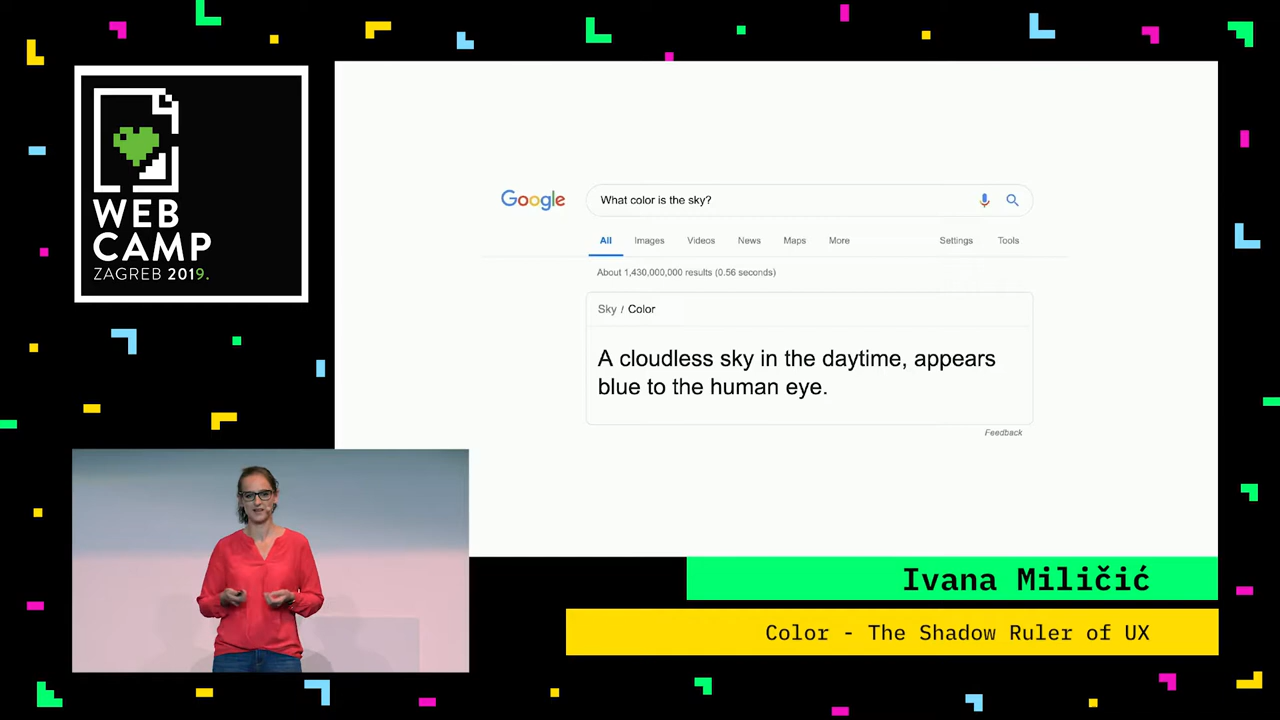 WEB
CAMP
ZAGREB 2019.
Google
What color is the sky?
All Images Videos News Maps More Settings Tools
About 1,430,000,000 results (0.56 seconds)
Sky / Color
A cloudless sky in the daytime, appears
blue to the human eye.
Feedback
Ivana Miličić
Color - The Shadow Ruler of UX